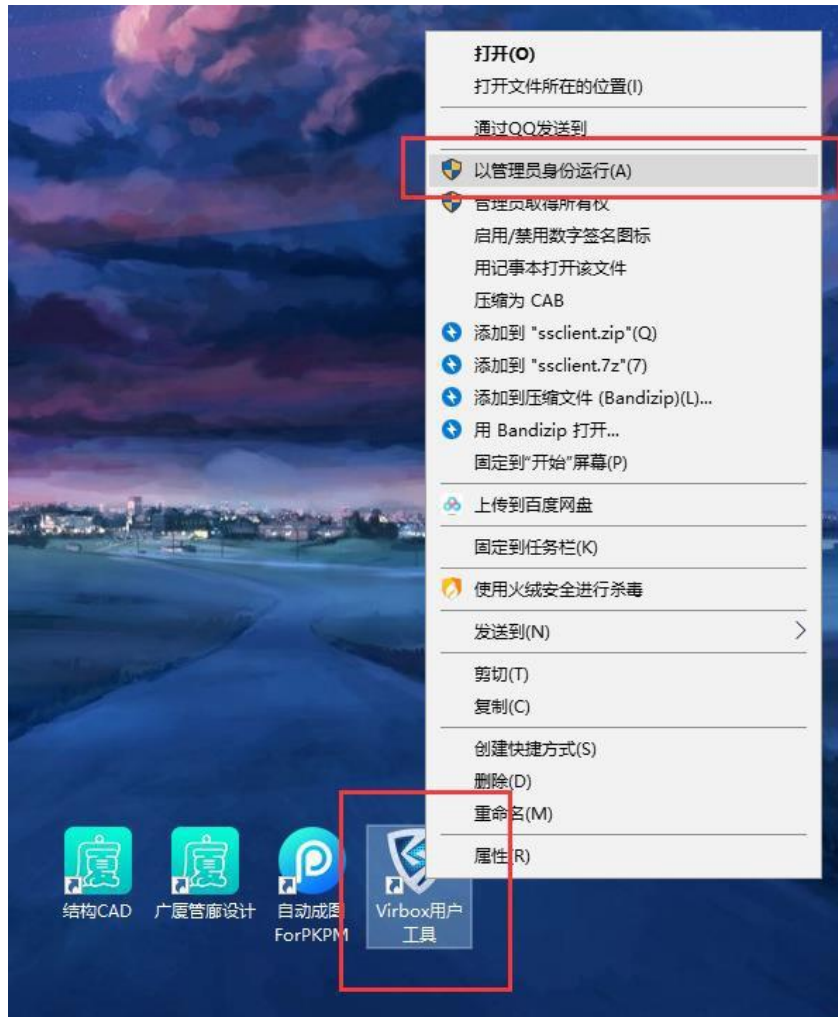 打开(O)
打开文件所在的位置(I)
通过QQ发送到
以管理员身份运行(A)
管理员取得所有权
启用/禁用数字签名图标
用记事本打开该文件
压缩为 CAB
添加到 "ssclient.zip"(Q)
添加到 "ssclient.7z"(7)
添加到压缩文件 (Bandizip)(L)...
用 Bandizip 打开...
固定到"开始"屏幕(P)
上传到百度网盘
固定到任务栏(K)
使用火绒安全进行杀毒
发送到(N)
剪切(T)
复制(C)
创建快捷方式(S)
删除(D)
重命名(M)
属性(R)
结构CAD
广厦管廊设计
自动成图
ForPKPM
Virbox用户
工具